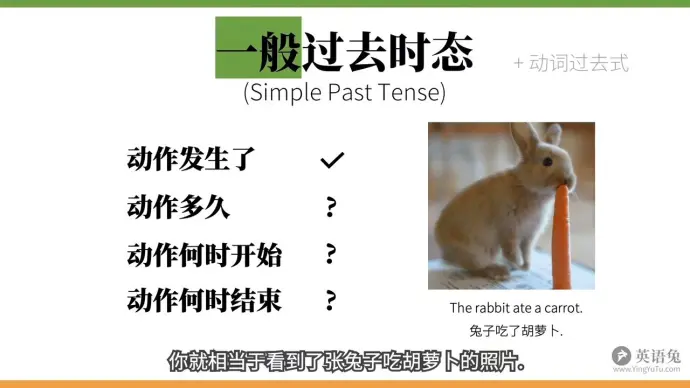 一般过去时态
+ 动词过去式
(Simple Past Tense)
动作发生了 ✓
动作多久 ?
动作何时开始 ?
动作何时结束 ?
The rabbit ate a carrot.
兔子吃了胡萝卜.
你就相当于看到了张兔子吃胡萝卜的照片.
英语兔
www.YingYuTu.com